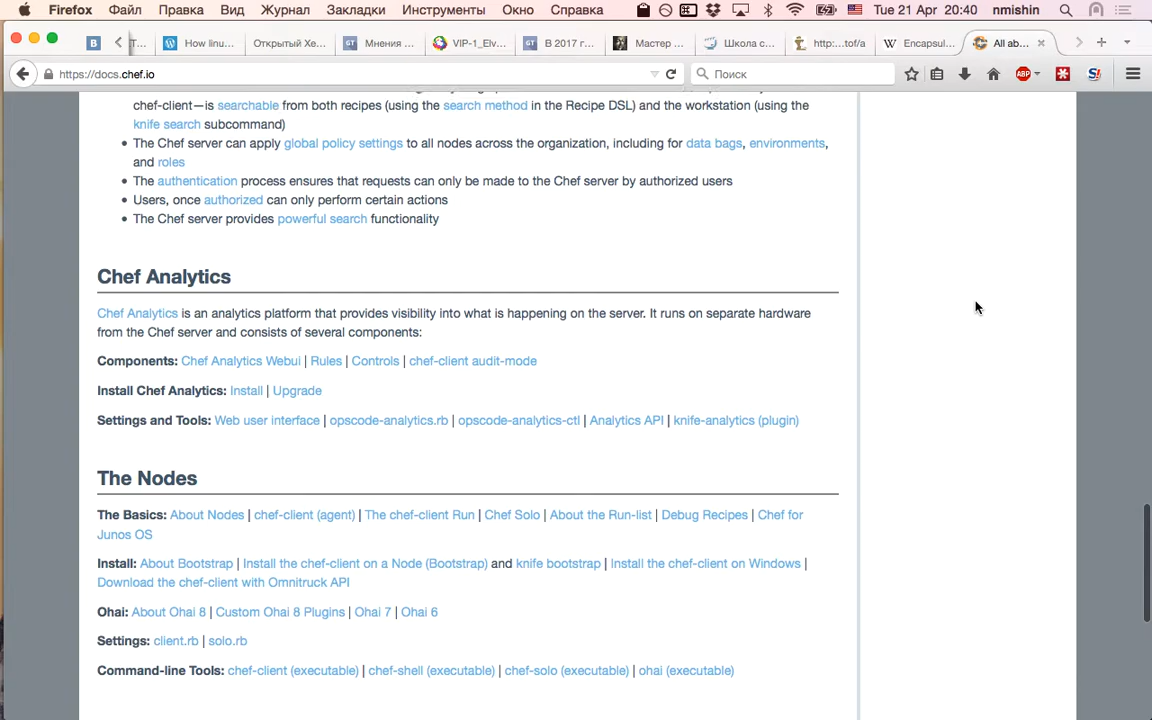 Firefox Файл Правка Вид Журнал Закладки Инструменты Окно Справка Tue 21 Apr 20:40 nmishin
How linu... Открытый Хе... Мнения ... VIP-1_Elv... В 2017 г... Мастер ... Школа с... http:...tof/a Encapsul... All ab...
https://docs.chef.io Поиск ABP
chef-client—is searchable from both recipes (using the search method in the Recipe DSL) and the workstation (using the
knife search subcommand)
• The Chef server can apply global policy settings to all nodes across the organization, including for data bags, environments,
and roles
• The authentication process ensures that requests can only be made to the Chef server by authorized users
• Users, once authorized can only perform certain actions
• The Chef server provides powerful search functionality
Chef Analytics
Chef Analytics is an analytics platform that provides visibility into what is happening on the server. It runs on separate hardware
from the Chef server and consists of several components:
Components: Chef Analytics Webui | Rules | Controls | chef-client audit-mode
Install Chef Analytics: Install | Upgrade
Settings and Tools: Web user interface | opscode-analytics.rb | opscode-analytics-ctl | Analytics API | knife-analytics (plugin)
The Nodes
The Basics: About Nodes | chef-client (agent) | The chef-client Run | Chef Solo | About the Run-list | Debug Recipes | Chef for
Junos OS
Install: About Bootstrap | Install the chef-client on a Node (Bootstrap) and knife bootstrap | Install the chef-client on Windows |
Download the chef-client with Omnitruck API
Ohai: About Ohai 8 | Custom Ohai 8 Plugins | Ohai 7 | Ohai 6
Settings: client.rb | solo.rb
Command-line Tools: chef-client (executable) | chef-shell (executable) | chef-solo (executable) | ohai (executable)